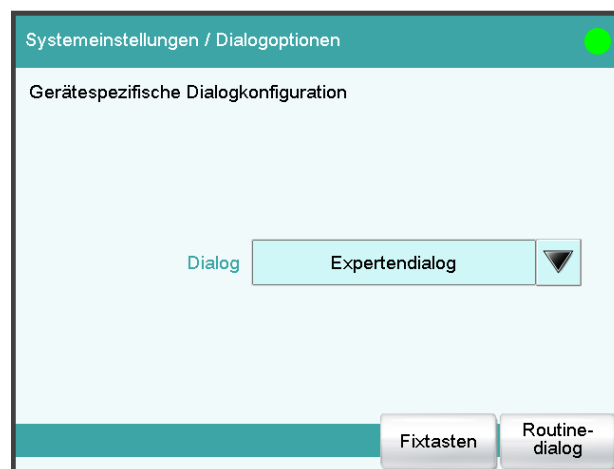 Systemeinstellungen / Dialogoptionen
Gerätespezifische Dialogkonfiguration
Dialog Expertendialog
Fixtasten
Routine-
dialog